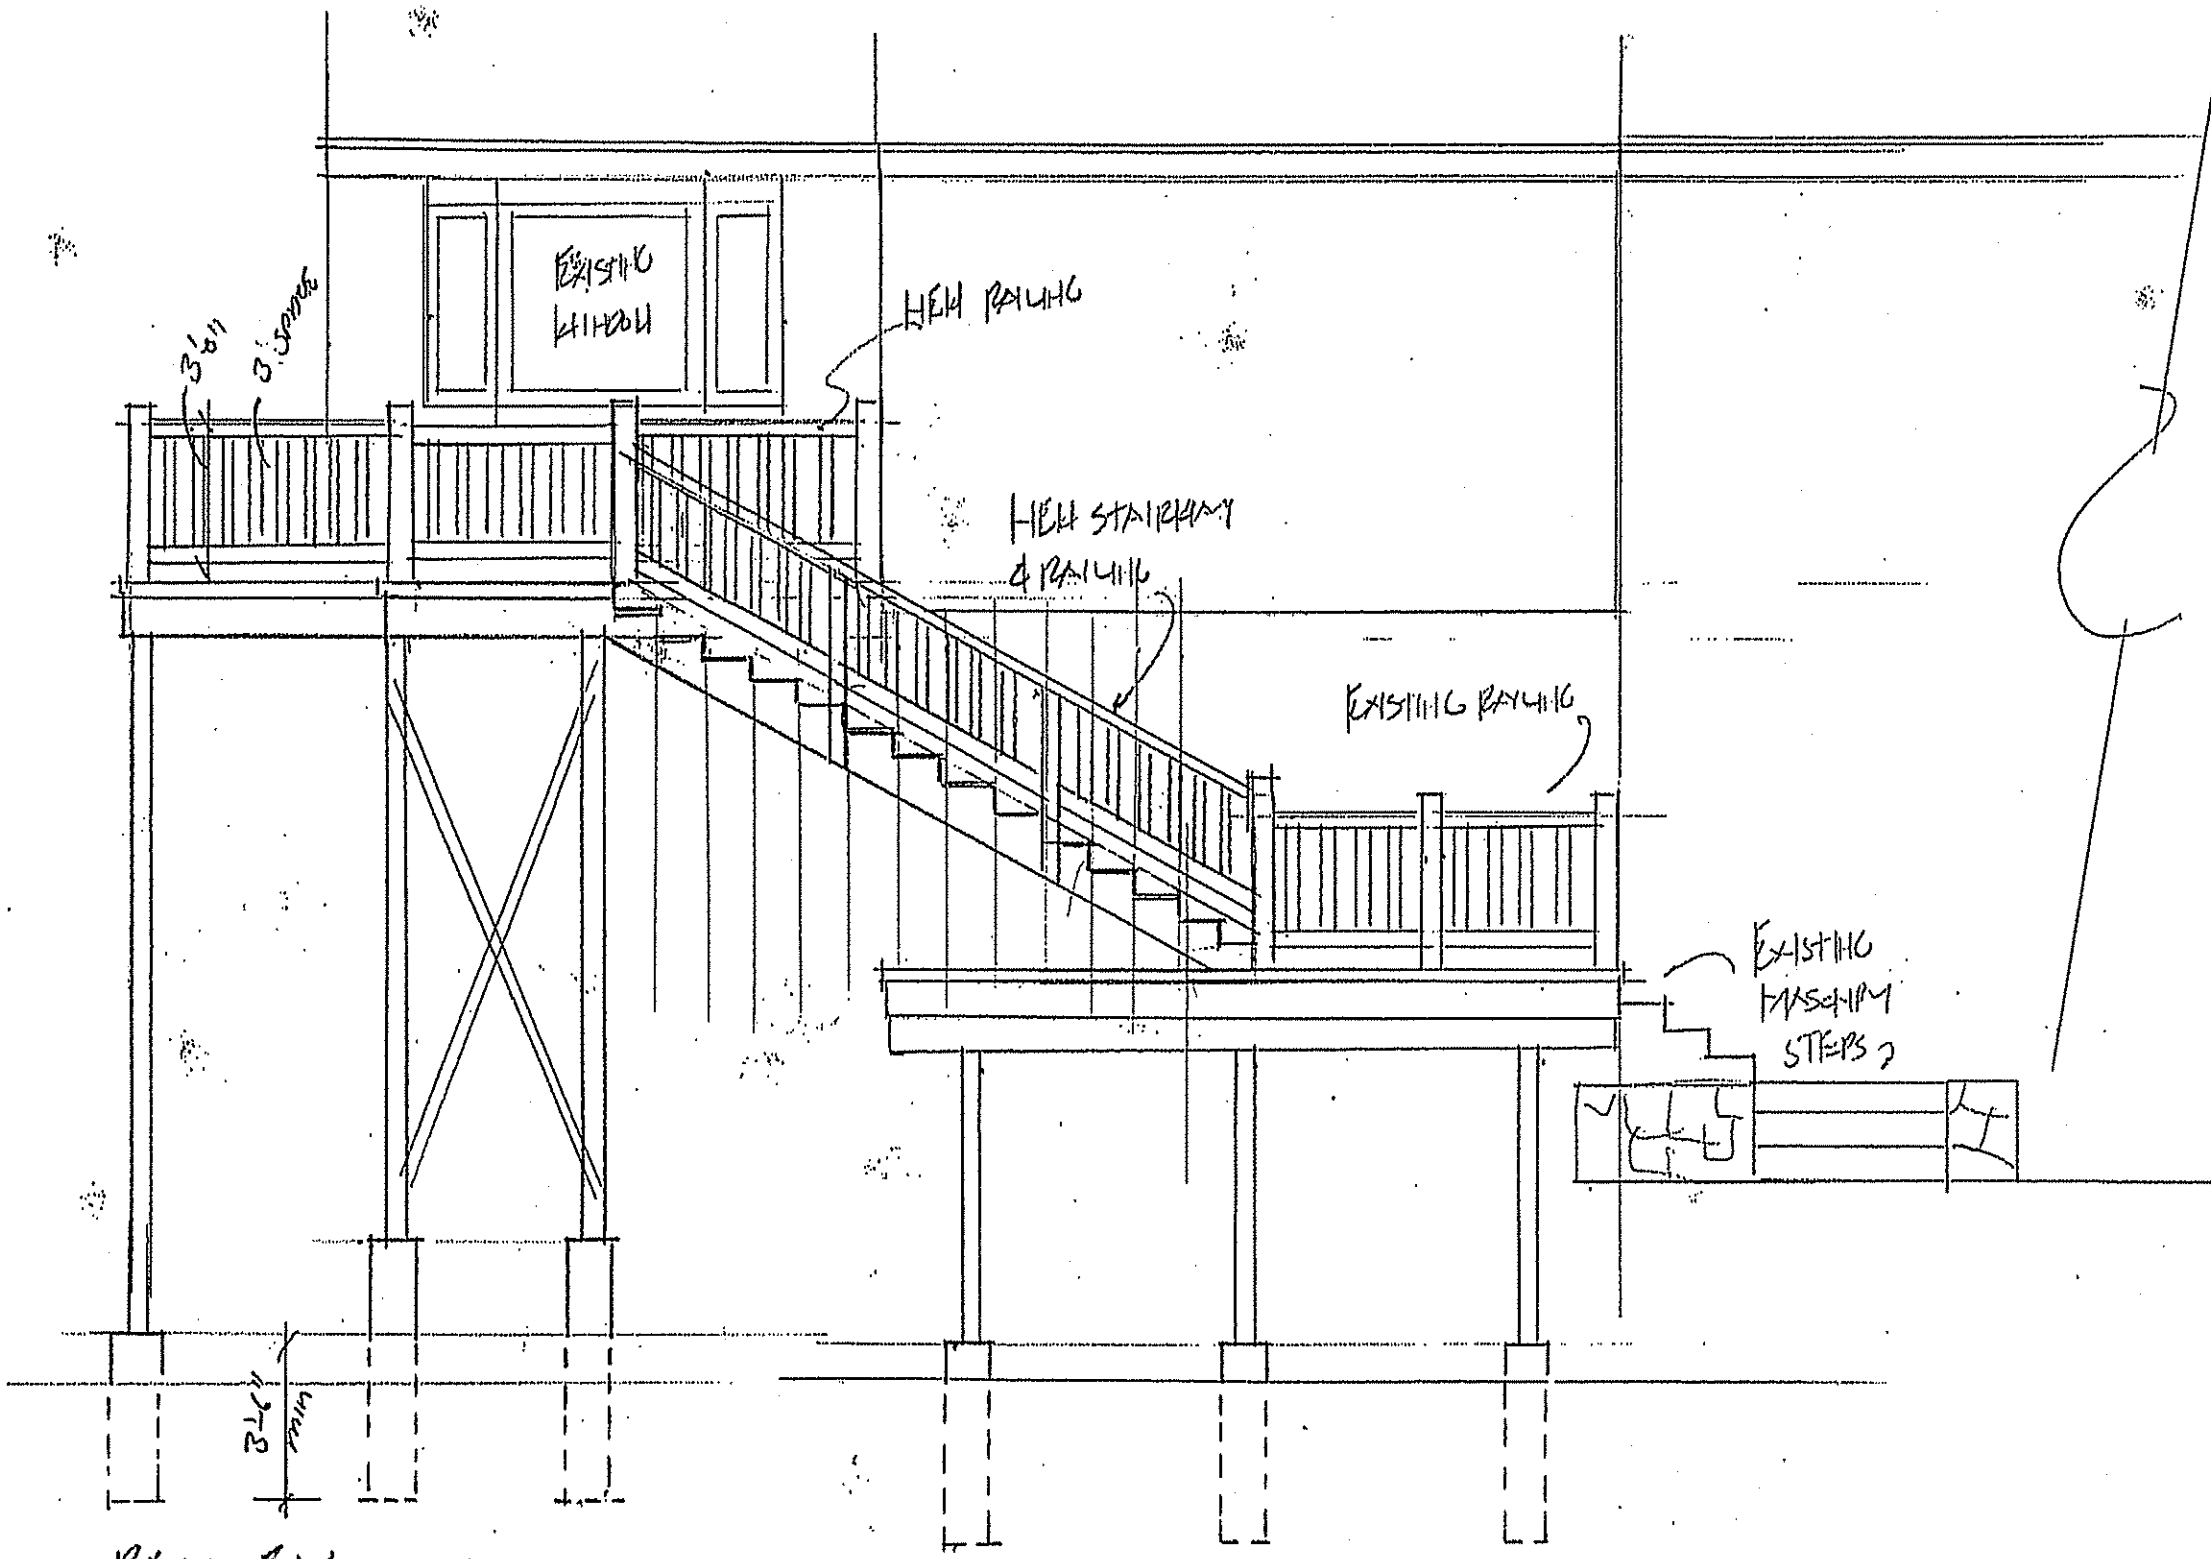 EXISTING
WINDOW
NEW RAILING
3'0"
3" SPACE
NEW STAIRWAY
& RAILING
EXISTING RAILING
EXISTING
MASONRY
STEPS
3'-6"
MIN